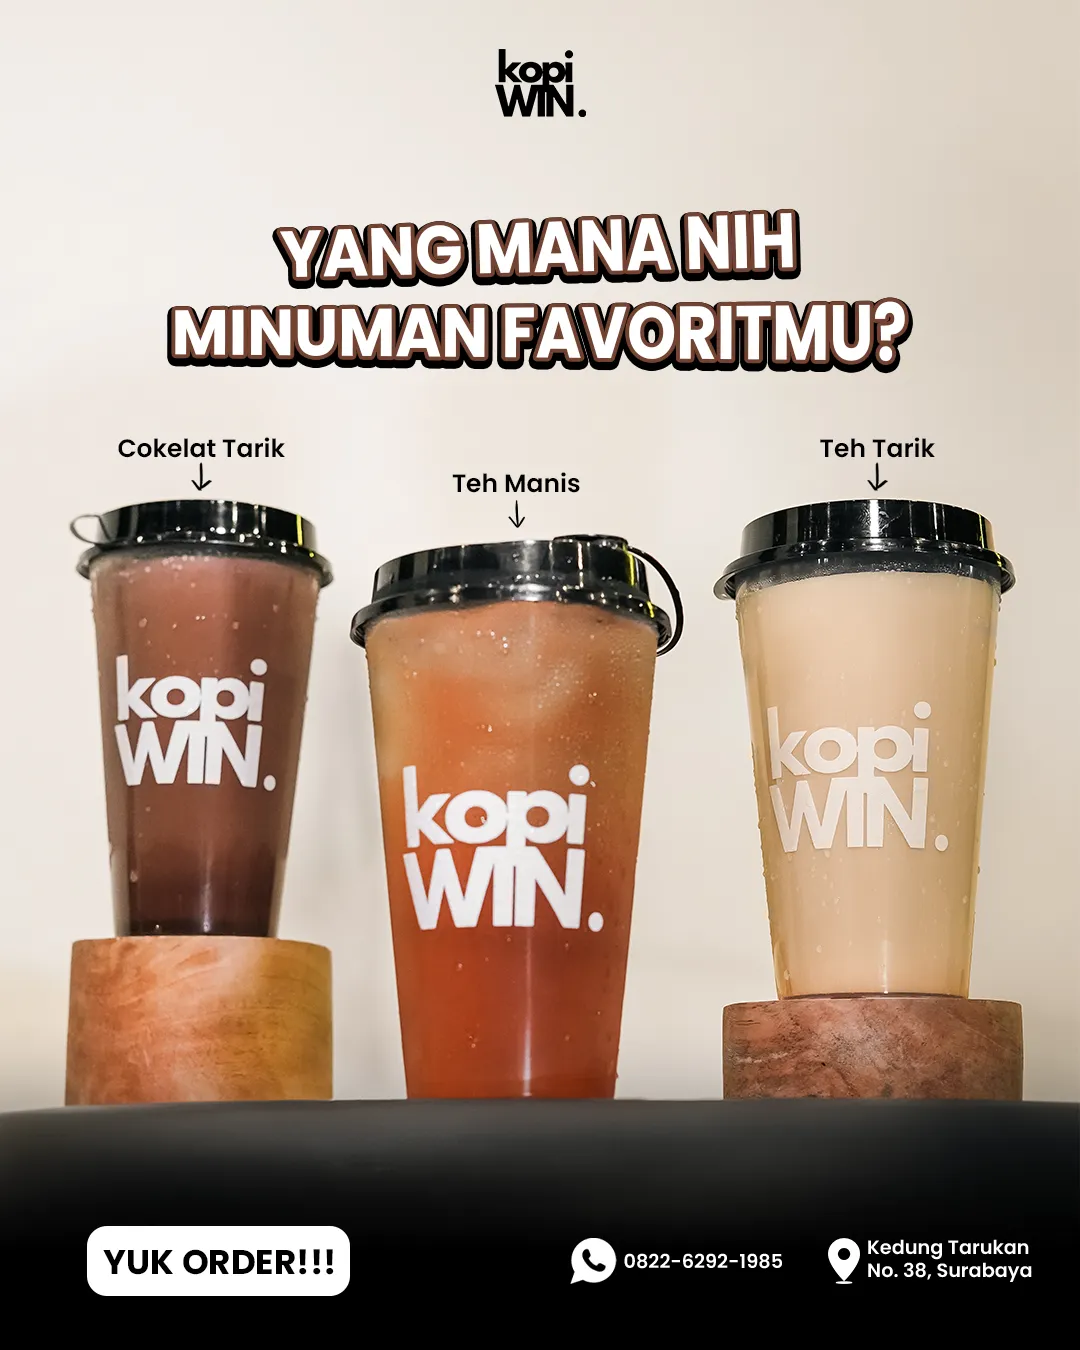 kopi
WIN.
YANG MANA NIH
MINUMAN FAVORITMU?
Cokelat Tarik
Teh Manis
Teh Tarik
kopi
WIN.
kopi
WIN.
kopi
WIN.
YUK ORDER!!!
0822-6292-1985
Kedung Tarukan
No. 38, Surabaya